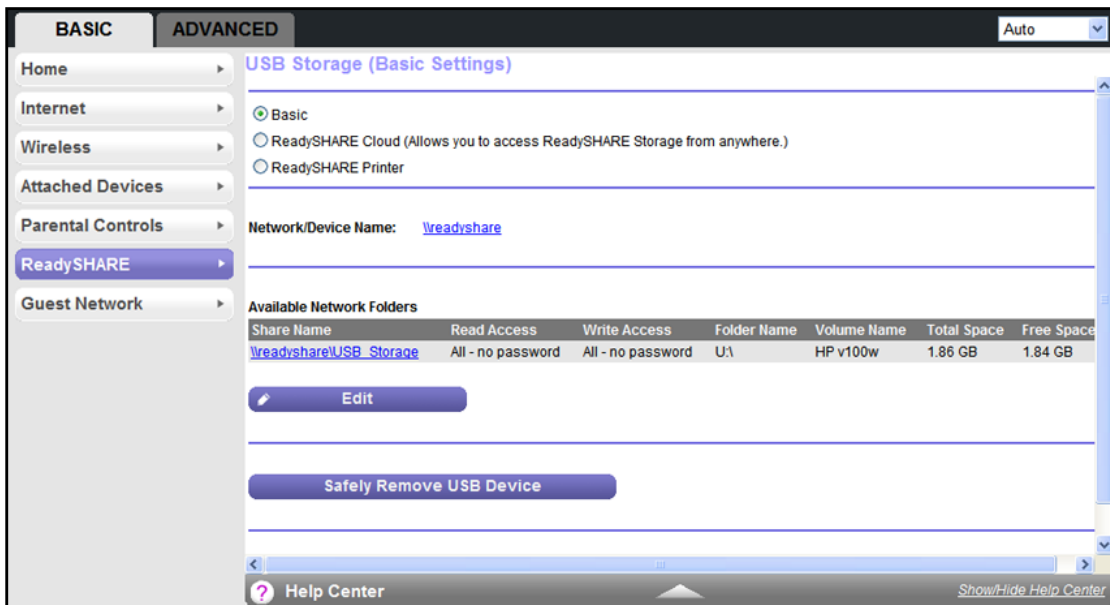 BASIC ADVANCED Auto
Home
Internet
Wireless
Attached Devices
Parental Controls
ReadySHARE
Guest Network
USB Storage (Basic Settings)
Basic
ReadySHARE Cloud (Allows you to access ReadySHARE Storage from anywhere.)
ReadySHARE Printer
Network/Device Name: \\readyshare
Available Network Folders
Share Name Read Access Write Access Folder Name Volume Name Total Space Free Space
\\readyshare\USB_Storage All - no password All - no password U:\ HP v100w 1.86 GB 1.84 GB
Edit
Safely Remove USB Device
? Help Center Show/Hide Help Center